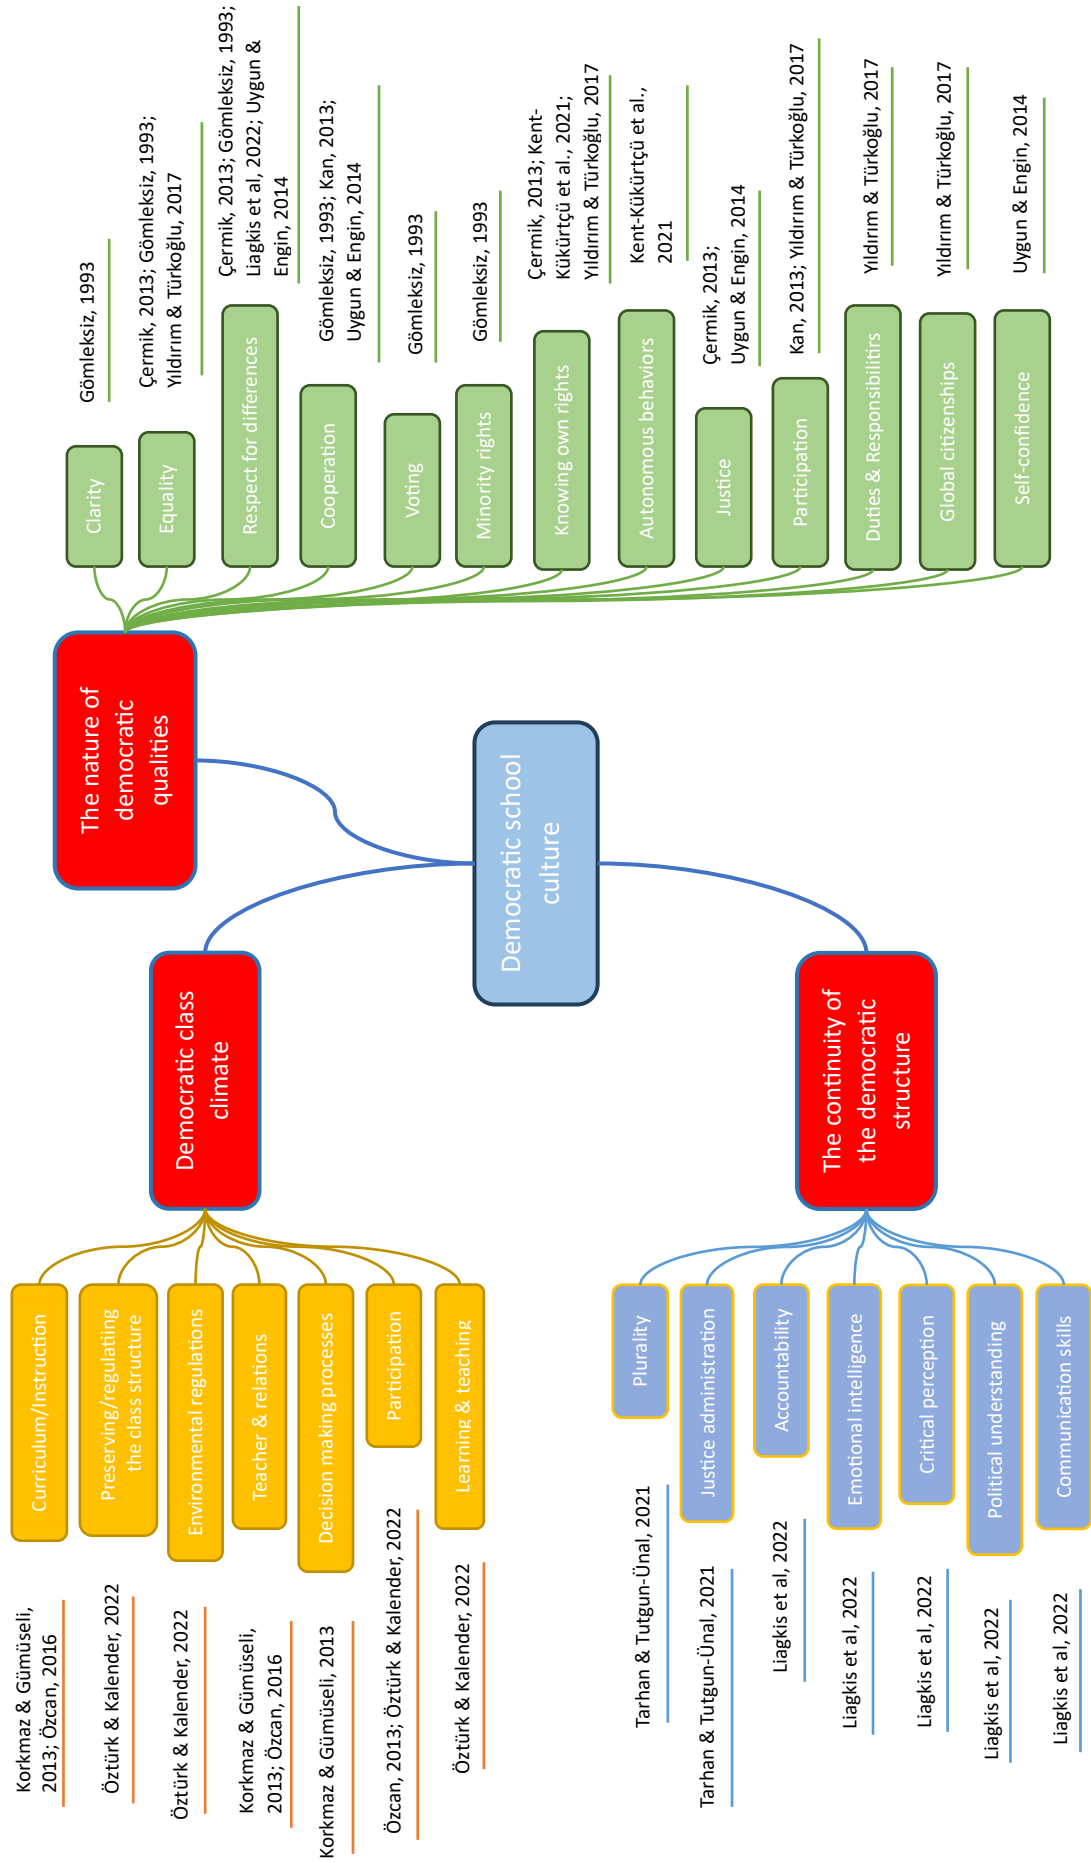 Democratic school
culture
Democratic class
climate
Korkmaz & Gümüseli,
2013; Özcan, 2016
Curriculum/Instruction
Öztürk & Kalender, 2022
Preserving/regulatiing
the class structure
Öztürk & Kalender, 2022
Environmental regulations
Korkmaz & Gümüseli,
2013; Özcan, 2016
Teacher & relations
Korkmaz & Gümüseli, 2013
Decision making processes
Özcan, 2013; Öztürk & Kalender, 2022
Participation
Öztürk & Kalender, 2022
Learning & teaching
The continuity of
the democratic
structure
Tarhan & Tutgun-Ünal, 2021
Plurality
Tarhan & Tutgun-Ünal, 2021
Justice administration
Liagkis et al, 2022
Accountability
Liagkis et al, 2022
Emotional intelligence
Liagkis et al, 2022
Critical perception
Liagkis et al, 2022
Political understanding
Liagkis et al, 2022
Communication skills
The nature of
democratic
qualities
Clarity
Gömleksiz, 1993
Equality
Çermik, 2013; Gömleksiz, 1993;
Yıldırım & Türkoğlu, 2017
Respect for differences
Çermik, 2013; Gömleksiz, 1993;
Liagkis et al, 2022; Uygun &
Engin, 2014
Cooperation
Gömleksiz, 1993; Kan, 2013;
Uygun & Engin, 2014
Voting
Gömleksiz, 1993
Minority rights
Gömleksiz, 1993
Knowing own rights
Çermik, 2013; Kent-
Kükürtçü et al., 2021;
Yıldırım & Türkoğlu, 2017
Autonomous behaviors
Kent-Kükürtçü et al.,
2021
Justice
Çermik, 2013;
Uygun & Engin, 2014
Participation
Kan, 2013; Yıldırım & Türkoğlu, 2017
Duties & Responsibilitirs
Yıldırım & Türkoğlu, 2017
Global citizenships
Yıldırım & Türkoğlu, 2017
Self-confidence
Uygun & Engin, 2014